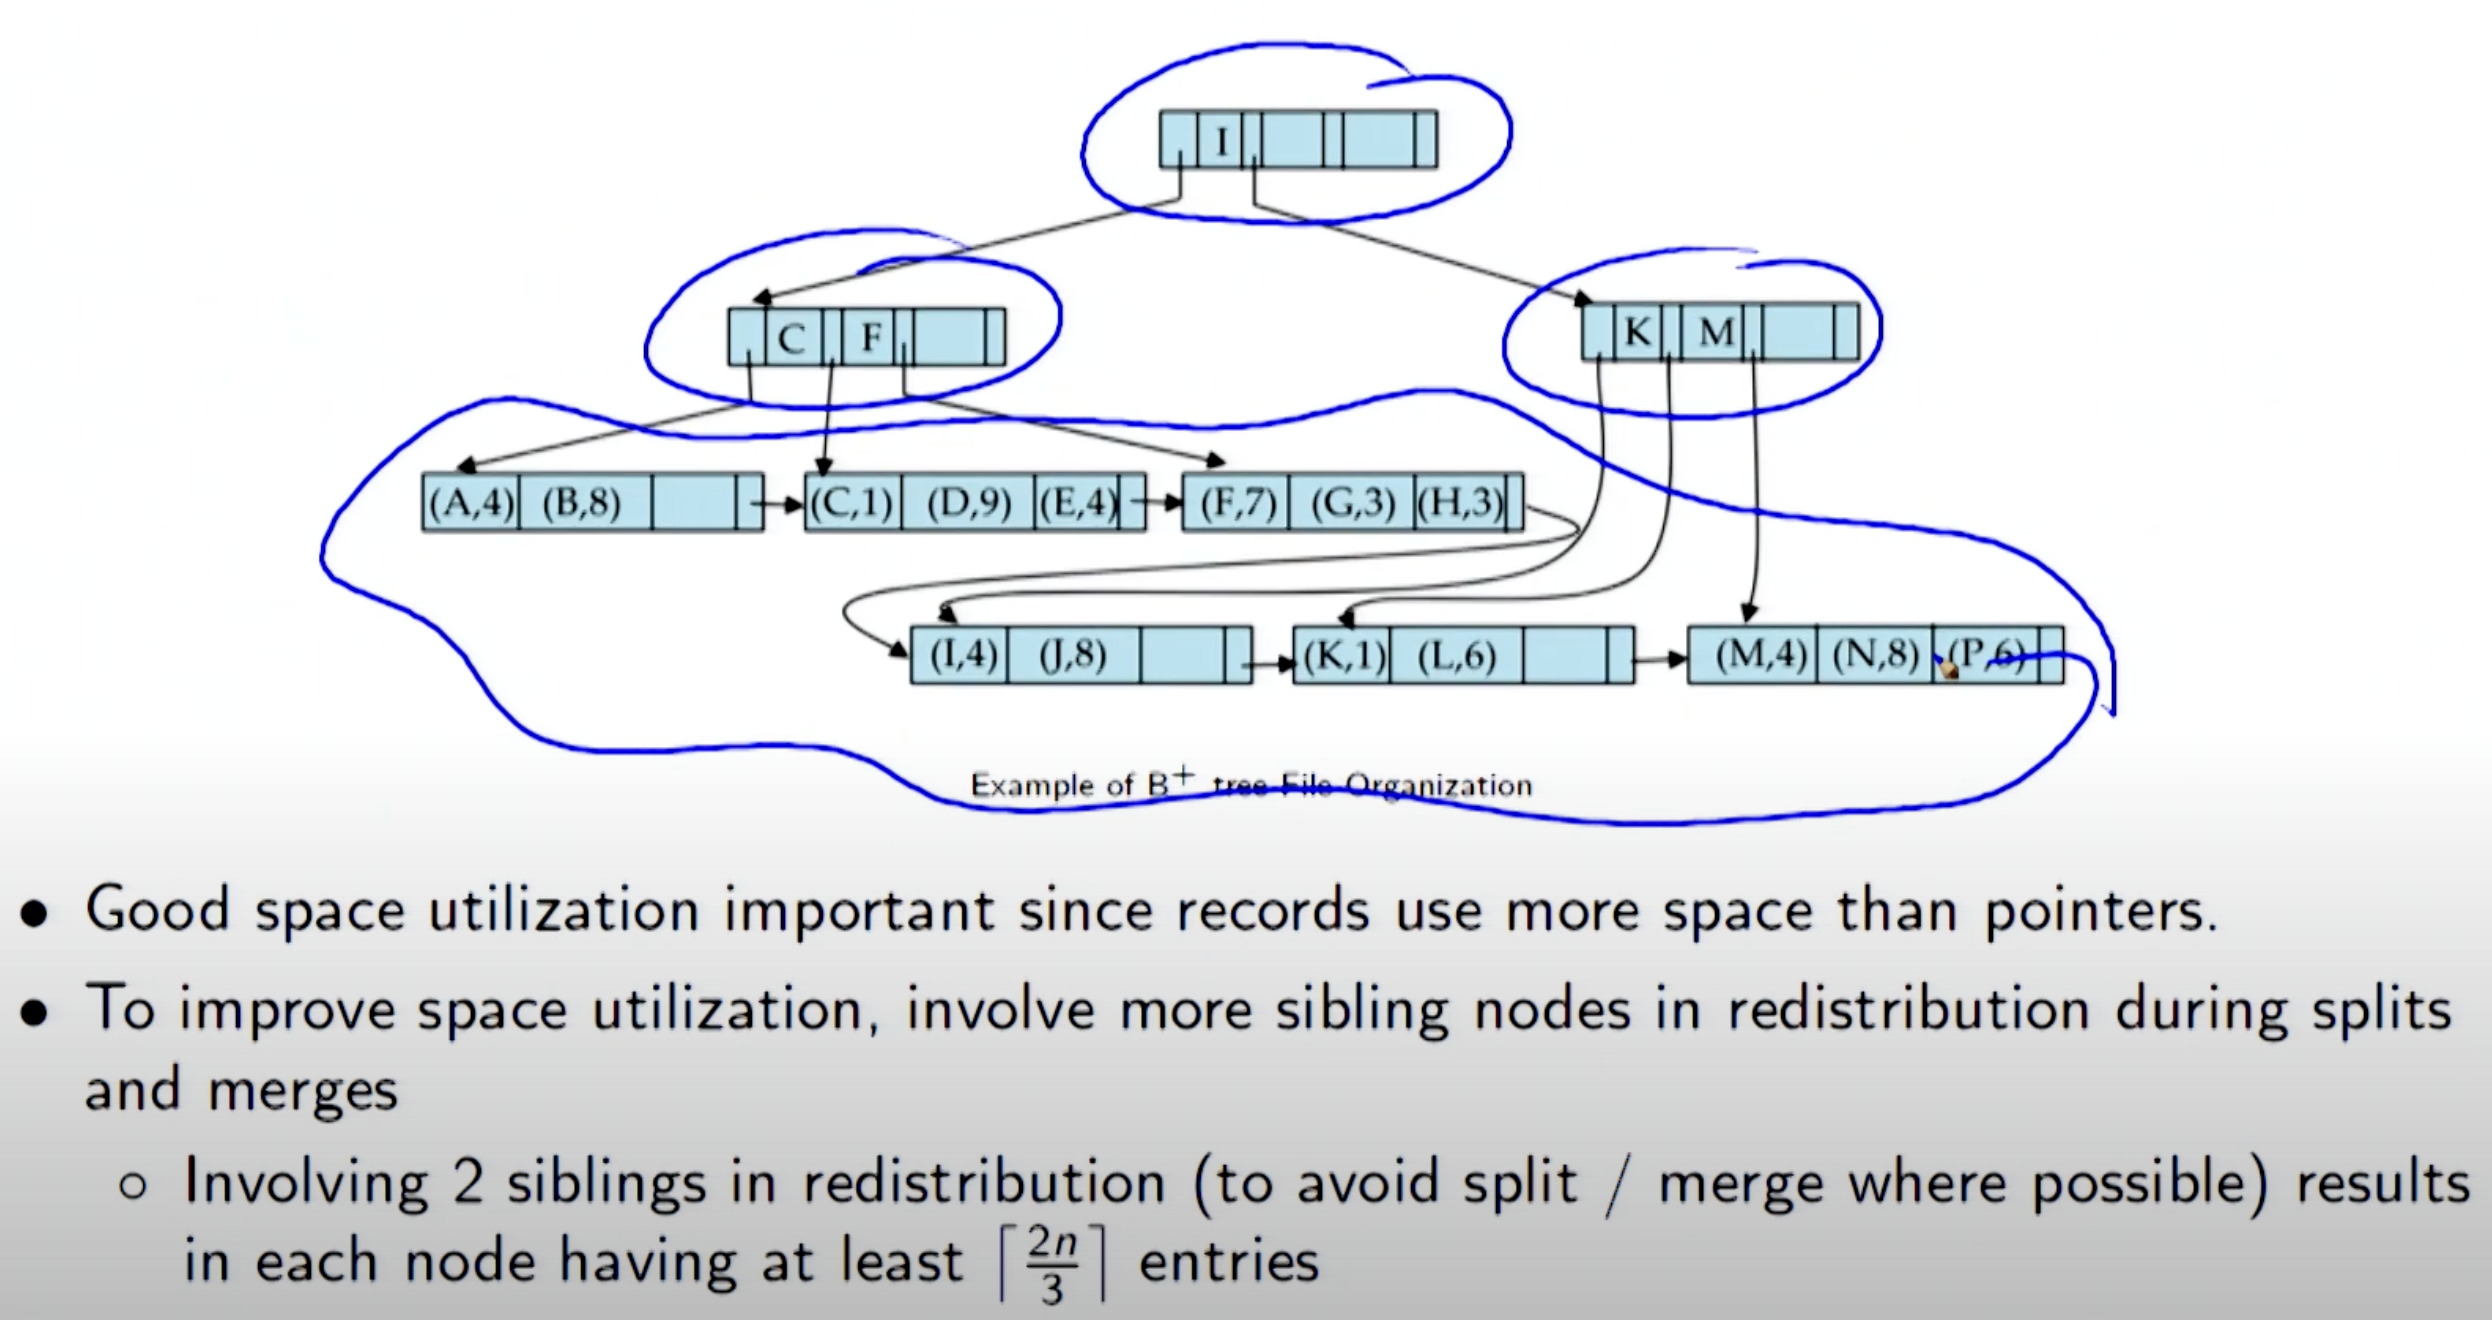 I
C F
K M
(A,4) (B,8) (C,1) (D,9) (E,4) (F,7) (G,3) (H,3)
(I,4) (J,8) (K,1) (L,6) (M,4) (N,8) (P,6)
Example of B+ tree File Organization
• Good space utilization important since records use more space than pointers.
• To improve space utilization, involve more sibling nodes in redistribution during splits
and merges
○ Involving 2 siblings in redistribution (to avoid split / merge where possible) results
in each node having at least ⌈2n/3⌉ entries